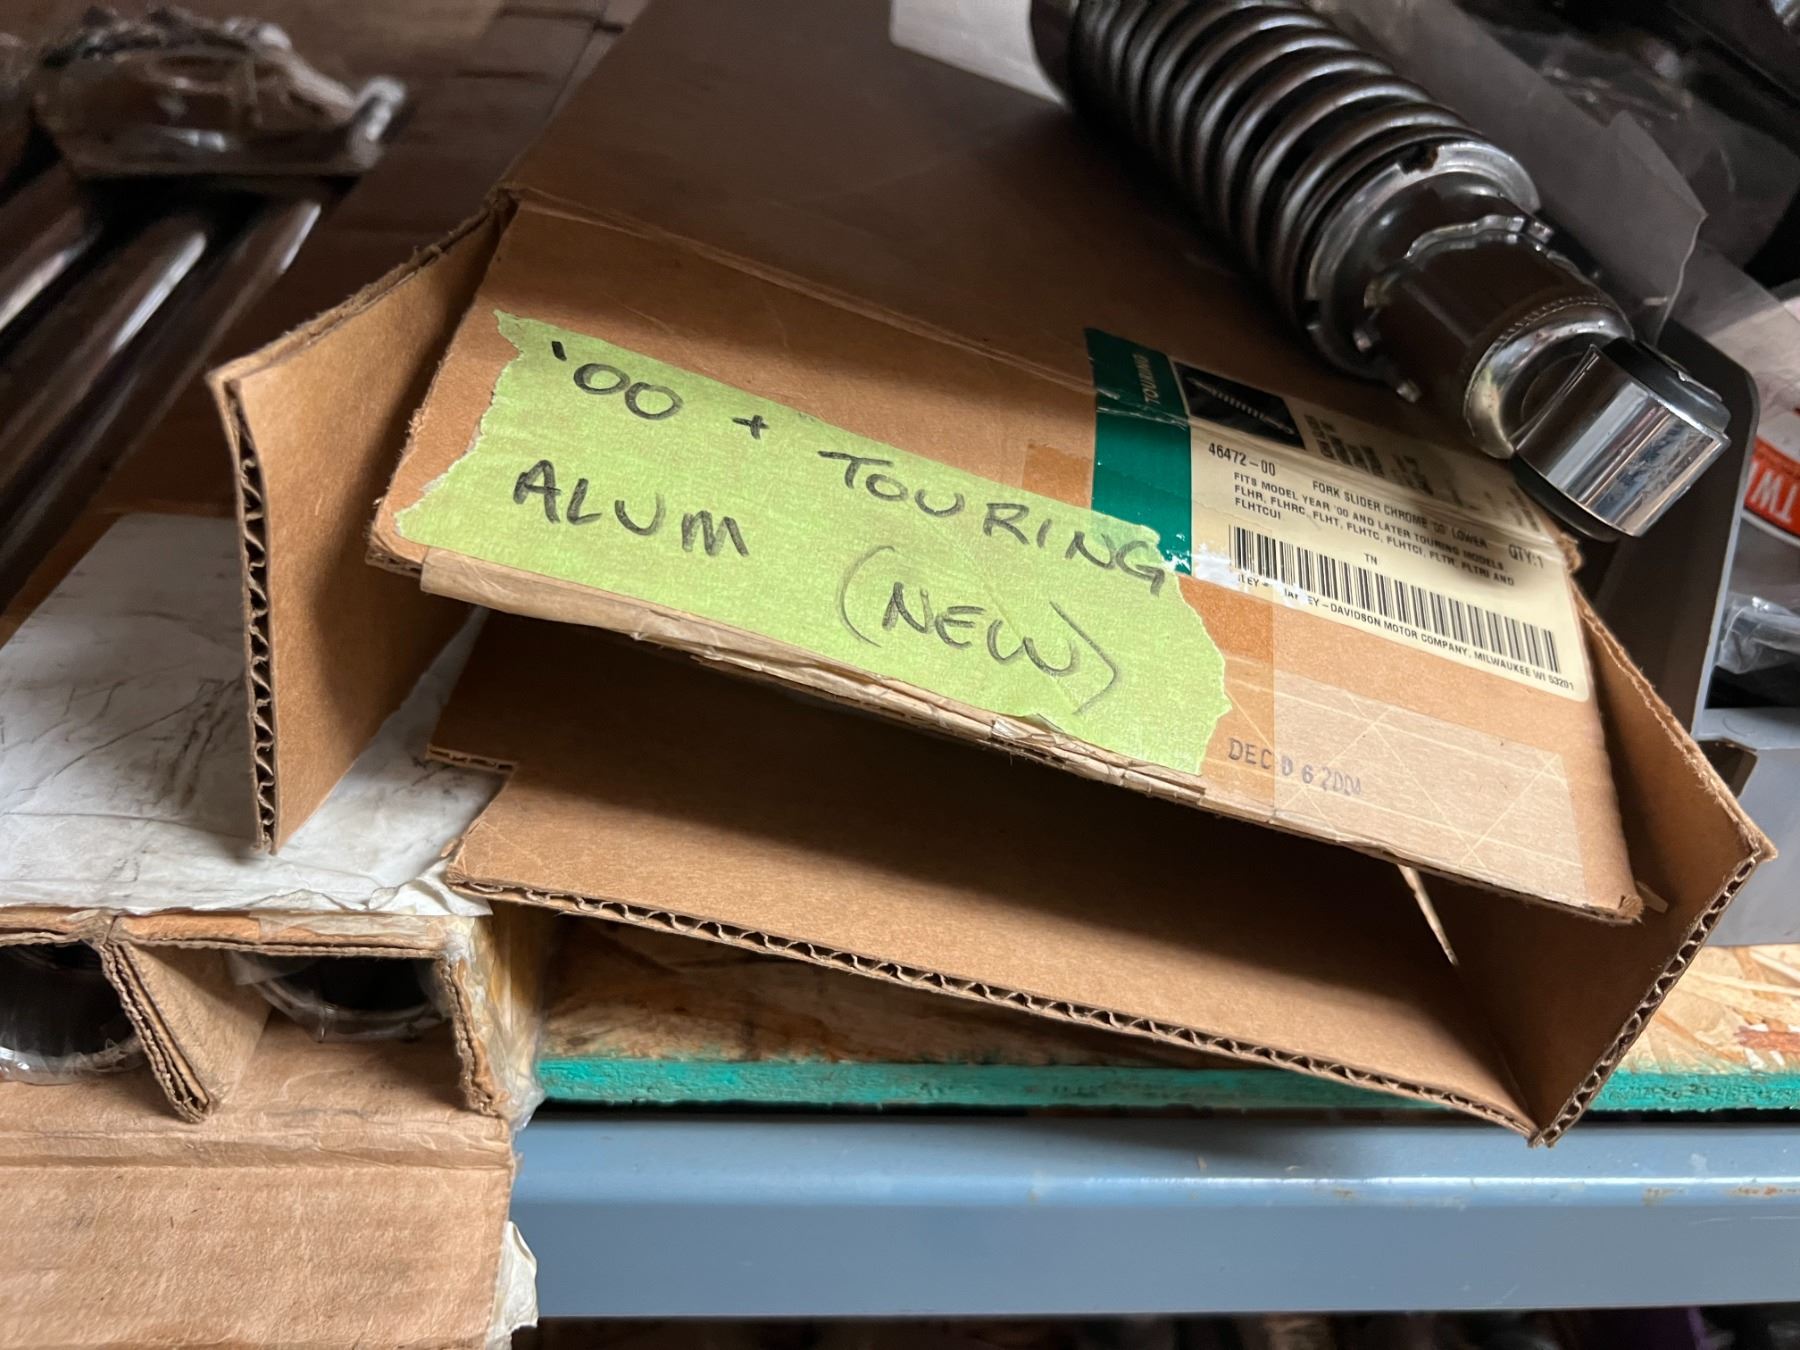 '00 + TOURING
ALUM (NEW)
TOURING
46472-00
FORK SLIDER CHROME '00 LOWER QTY:1
FITS MODEL YEAR '00 AND LATER TOURING MODELS
FLHR, FLHRC, FLHT, FLHTC, FLHTCI, FLTR, FLTRI AND
FLHTCUI
TN
-DAVIDSON MOTOR COMPANY, MILWAUKEE WI 53201
DEC 0 6 2004
TW